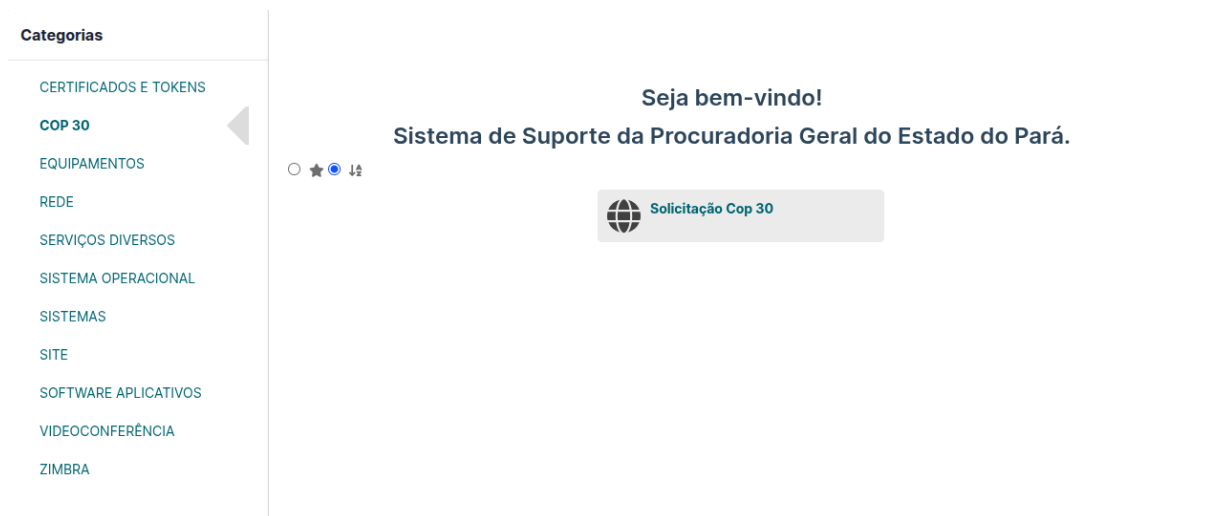 Categorias
CERTIFICADOS E TOKENS
COP 30
EQUIPAMENTOS
REDE
SERVIÇOS DIVERSOS
SISTEMA OPERACIONAL
SISTEMAS
SITE
SOFTWARE APLICATIVOS
VIDEOCONFERÊNCIA
ZIMBRA
Seja bem-vindo!
Sistema de Suporte da Procuradoria Geral do Estado do Pará.
Solicitação Cop 30